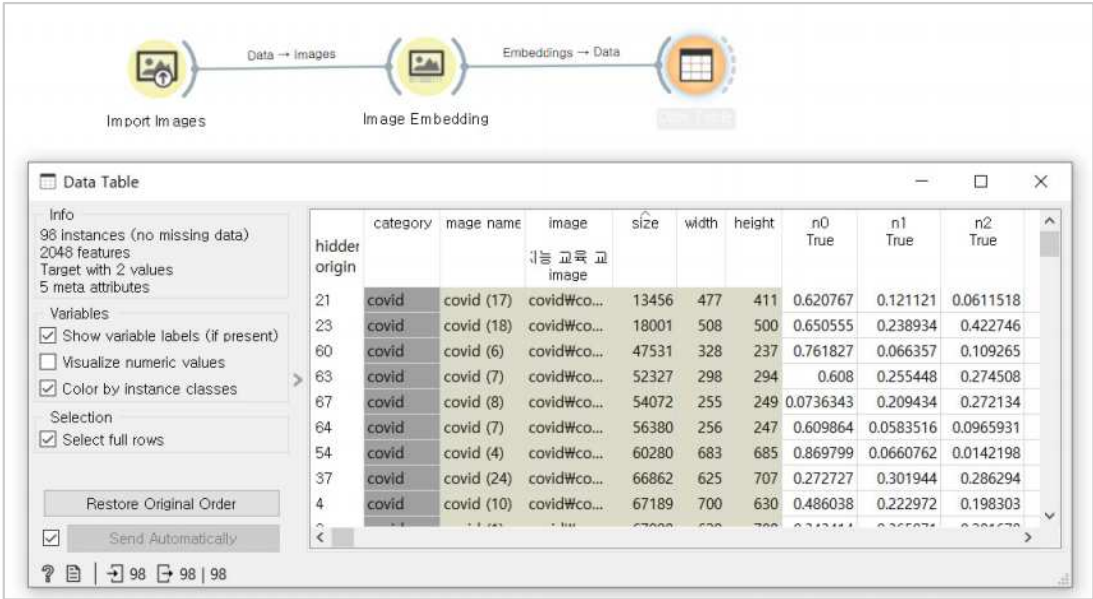 Data → Images
Embeddings → Data
Import Images
Image Embedding
Data Table
Info
98 instances (no missing data)
2048 features
Target with 2 values
5 meta attributes
Variables
Show variable labels (if present)
Visualize numeric values
Color by instance classes
Selection
Select full rows
Restore Original Order
Send Automatically
98
98 | 98
category mage name image size width height n0 n1 n2
True True True
hidden
origin
지능 교육 교
image
21 covid covid (17) covid₩co... 13456 477 411 0.620767 0.121121 0.0611518
23 covid covid (18) covid₩co... 18001 508 500 0.650555 0.238934 0.422746
60 covid covid (6) covid₩co... 47531 328 237 0.761827 0.066357 0.109265
63 covid covid (7) covid₩co... 52327 298 294 0.608 0.255448 0.274508
67 covid covid (8) covid₩co... 54072 255 249 0.0736343 0.209434 0.272134
64 covid covid (7) covid₩co... 56380 256 247 0.609864 0.0583516 0.0965931
54 covid covid (4) covid₩co... 60280 683 685 0.869799 0.0660762 0.0142198
37 covid covid (24) covid₩co... 66862 625 707 0.272727 0.301944 0.286294
4 covid covid (10) covid₩co... 67189 700 630 0.486038 0.222972 0.198303